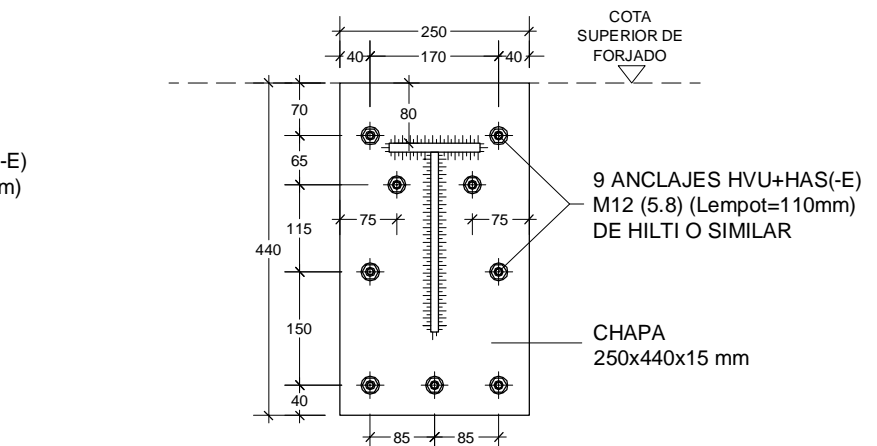 COTA
SUPERIOR DE
FORJADO
250
40 170 40
70
80
65
-E)
m)
9 ANCLAJES HVU+HAS(-E)
M12 (5.8) (Lempot=110mm)
DE HILTI O SIMILAR
75 75
115
440
150
CHAPA
250x440x15 mm
40
85 85